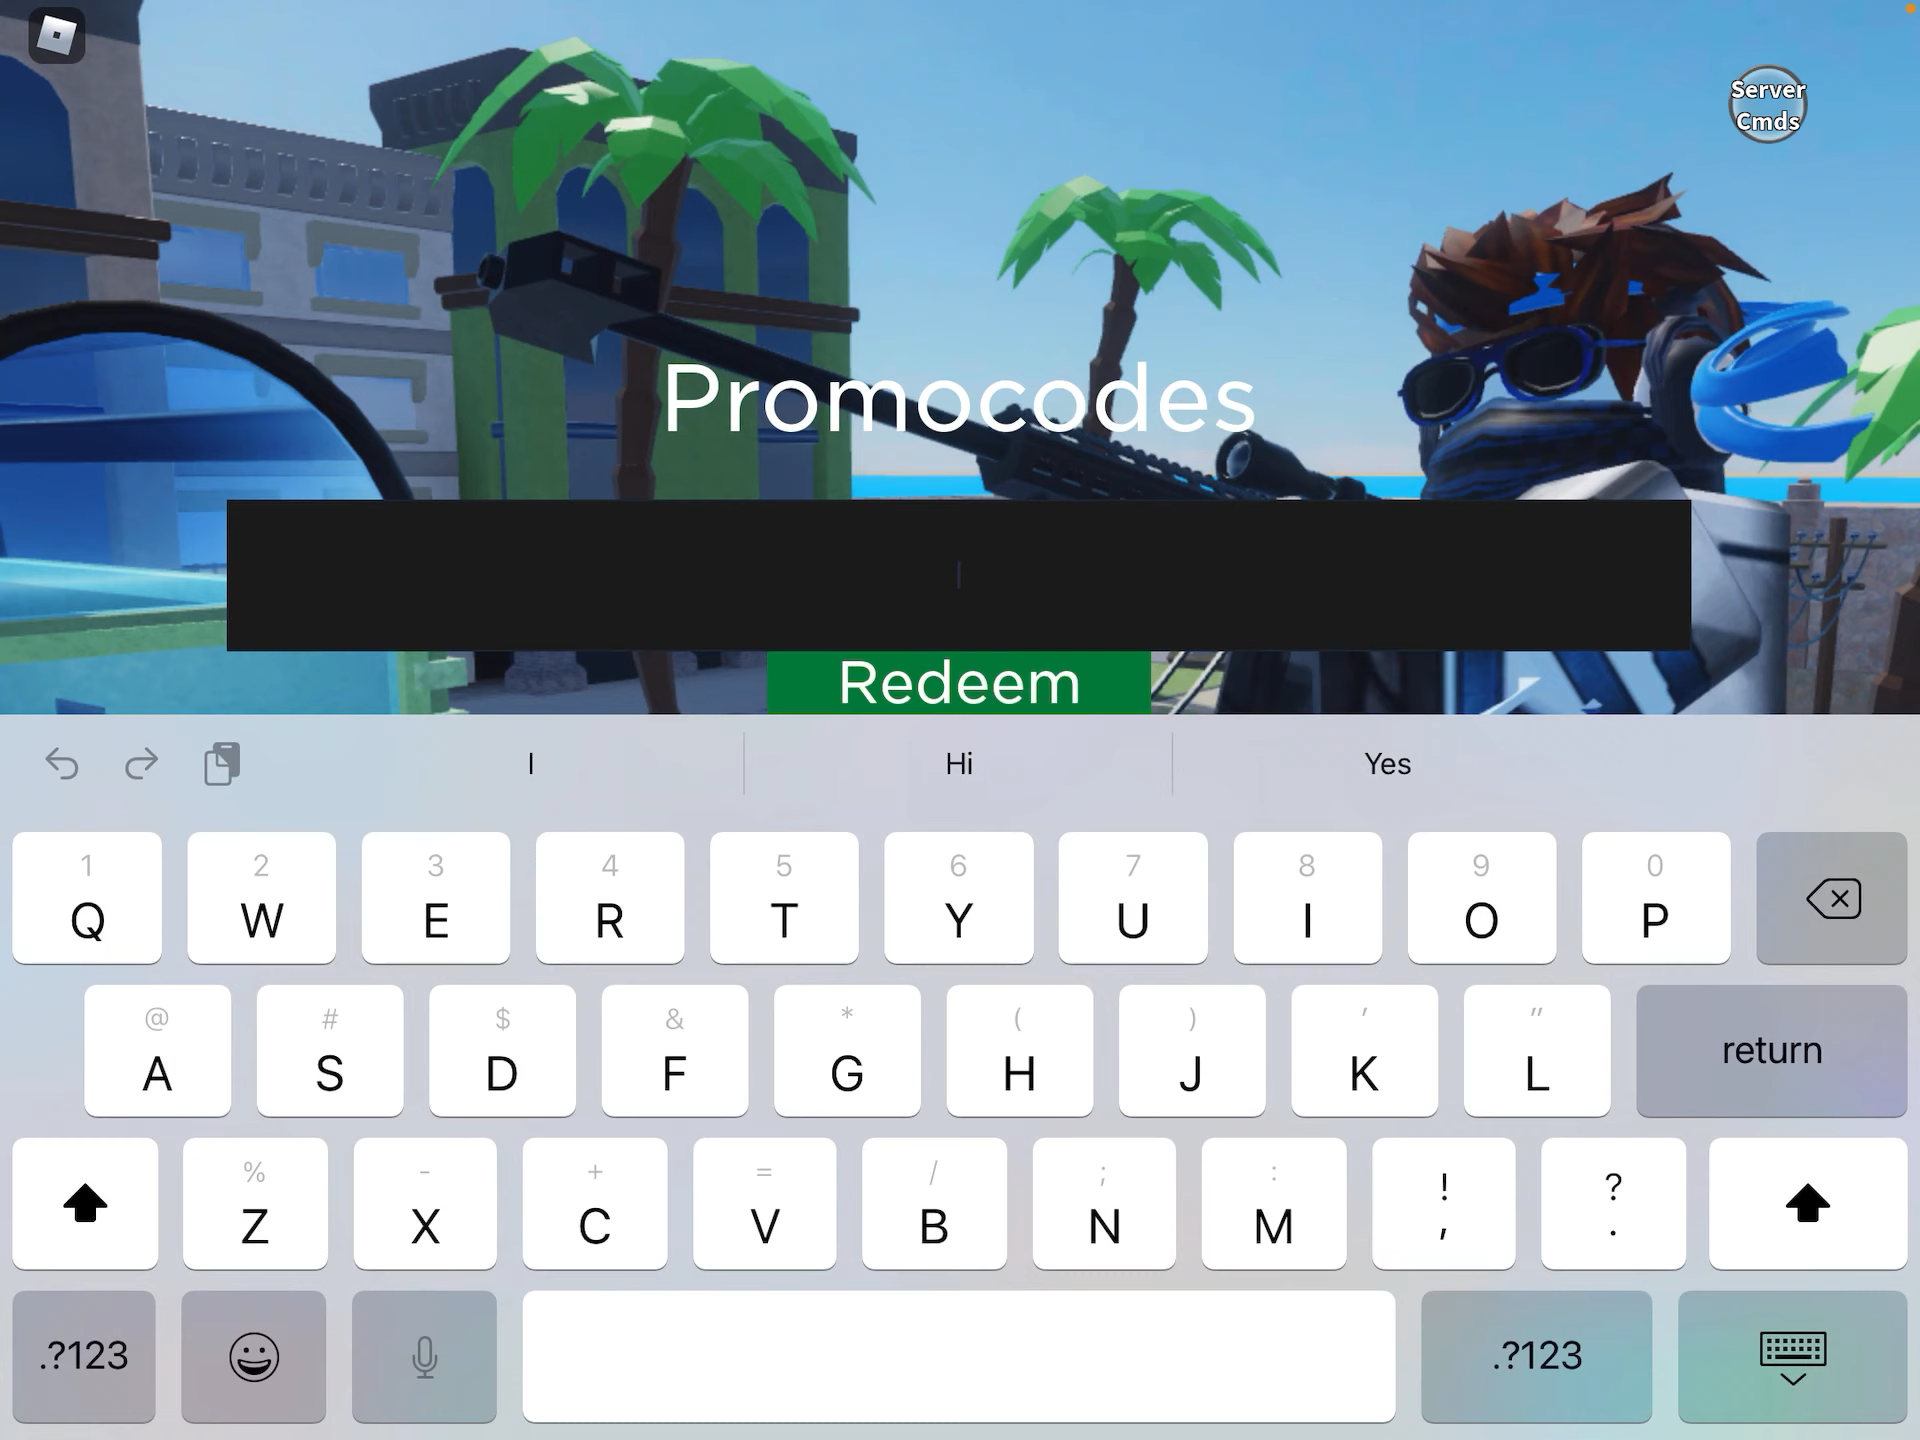 Server
Cmds
Promocodes
Redeem
I
Hi
Yes
1 2 3 4 5 6 7 8 9 0
Q W E R T Y U I O P
@ # $ & * ( ) ' "
A S D F G H J K L return
% - + = / ; : ! ?
Z X C V B N M , .
.?123 .?123